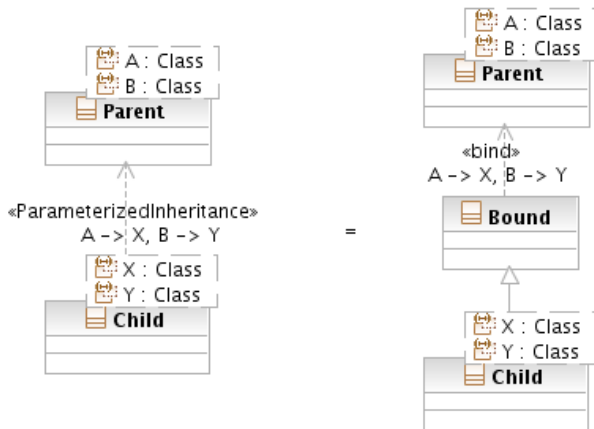 A : Class
B : Class
Parent
«ParameterizedInheritance»
A -> X, B -> Y
X : Class
Y : Class
Child
=
A : Class
B : Class
Parent
«bind»
A -> X, B -> Y
Bound
X : Class
Y : Class
Child